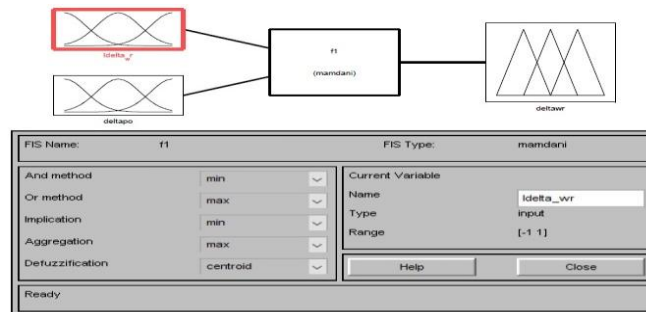 ldelta_wr
f1
(mamdani)
deltapo
deltawr
FIS Name: f1 FIS Type: mamdani
And method min
Or method max
Implication min
Aggregation max
Defuzzification centroid
Current Variable
Name ldelta_wr
Type input
Range [-1 1]
Help Close
Ready